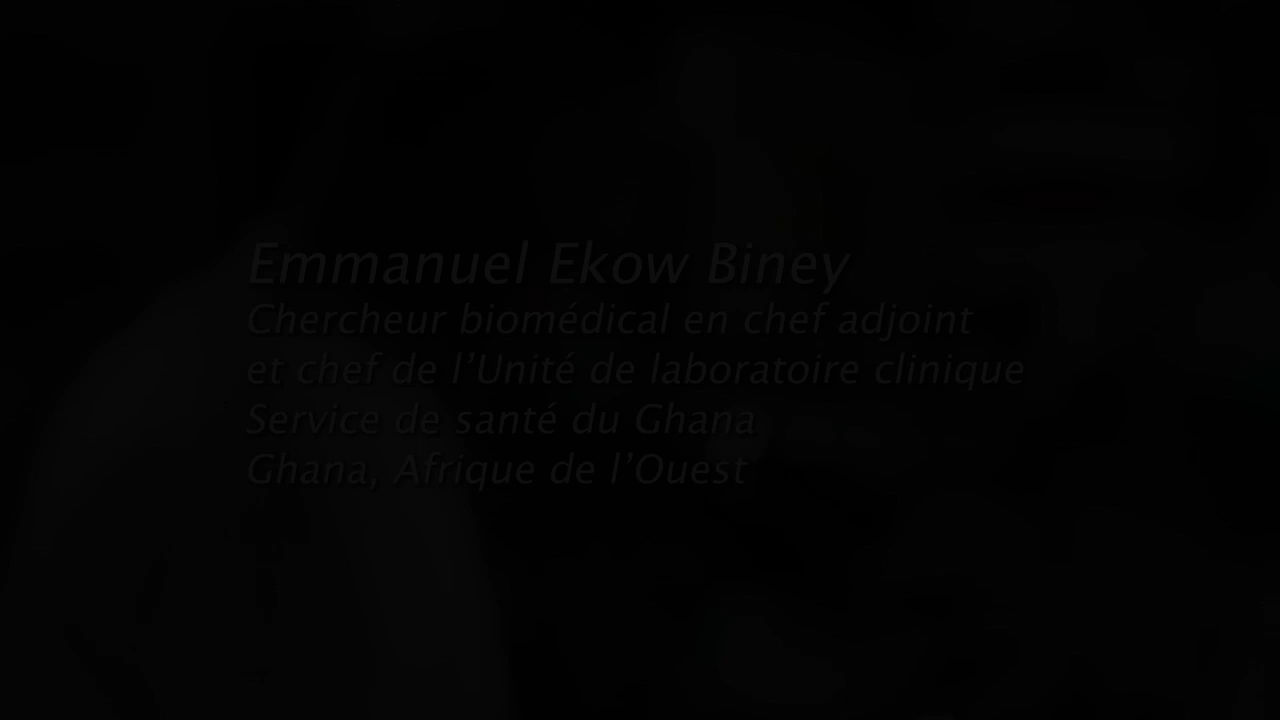 Emmanuel Ekow Biney
Chercheur biomédical en chef adjoint
et chef de l’Unité de laboratoire clinique
Service de santé du Ghana
Ghana, Afrique de l’Ouest